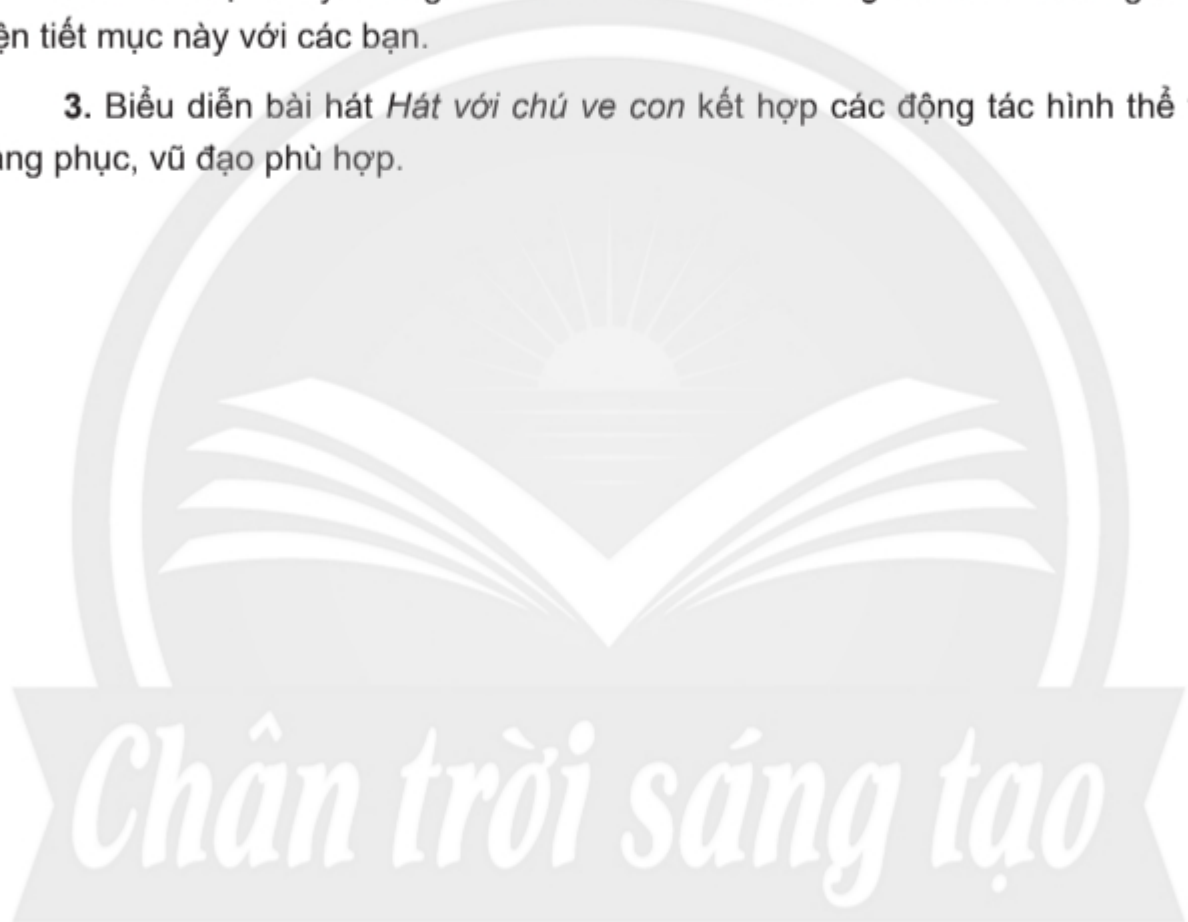 ện tiết mục này với các bạn.
3. Biểu diễn bài hát Hát với chú ve con kết hợp các động tác hình thể
ang phục, vũ đạo phù hợp.
Chân trời sáng tạo